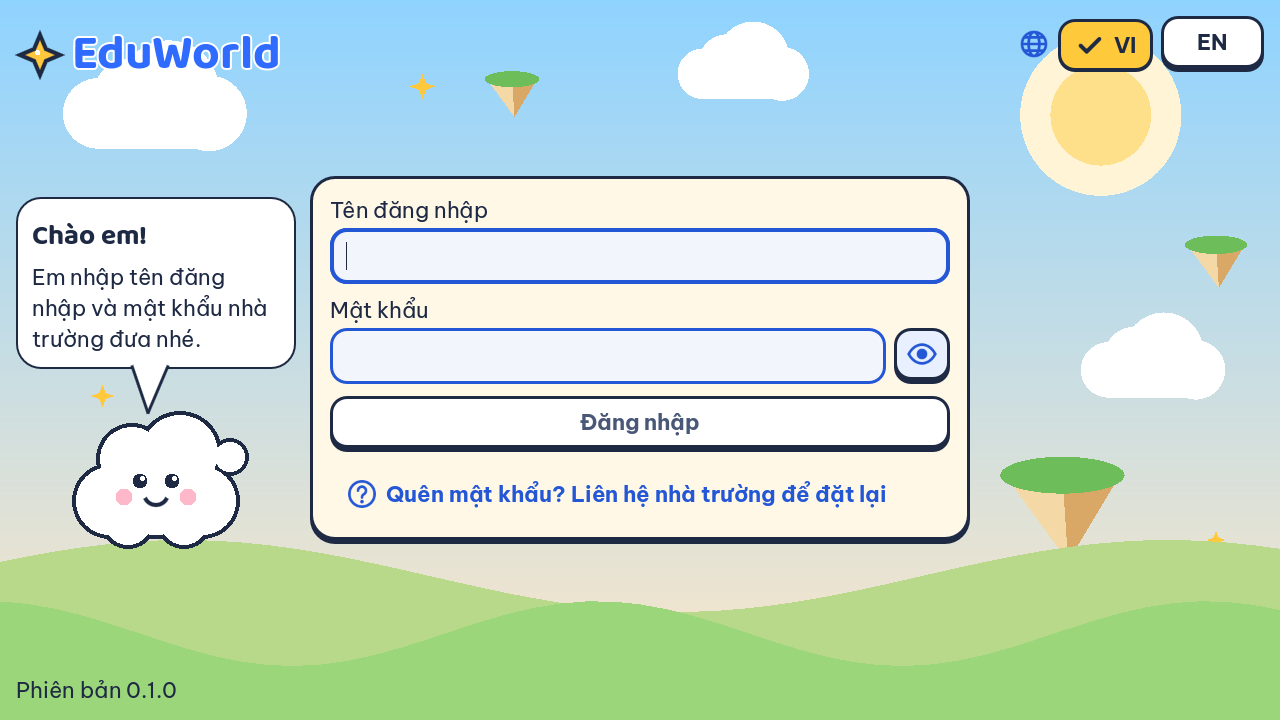 EduWorld
VI
EN
Chào em!
Em nhập tên đăng
nhập và mật khẩu nhà
trường đưa nhé.
Tên đăng nhập
Mật khẩu
Đăng nhập
Quên mật khẩu? Liên hệ nhà trường để đặt lại
Phiên bản 0.1.0